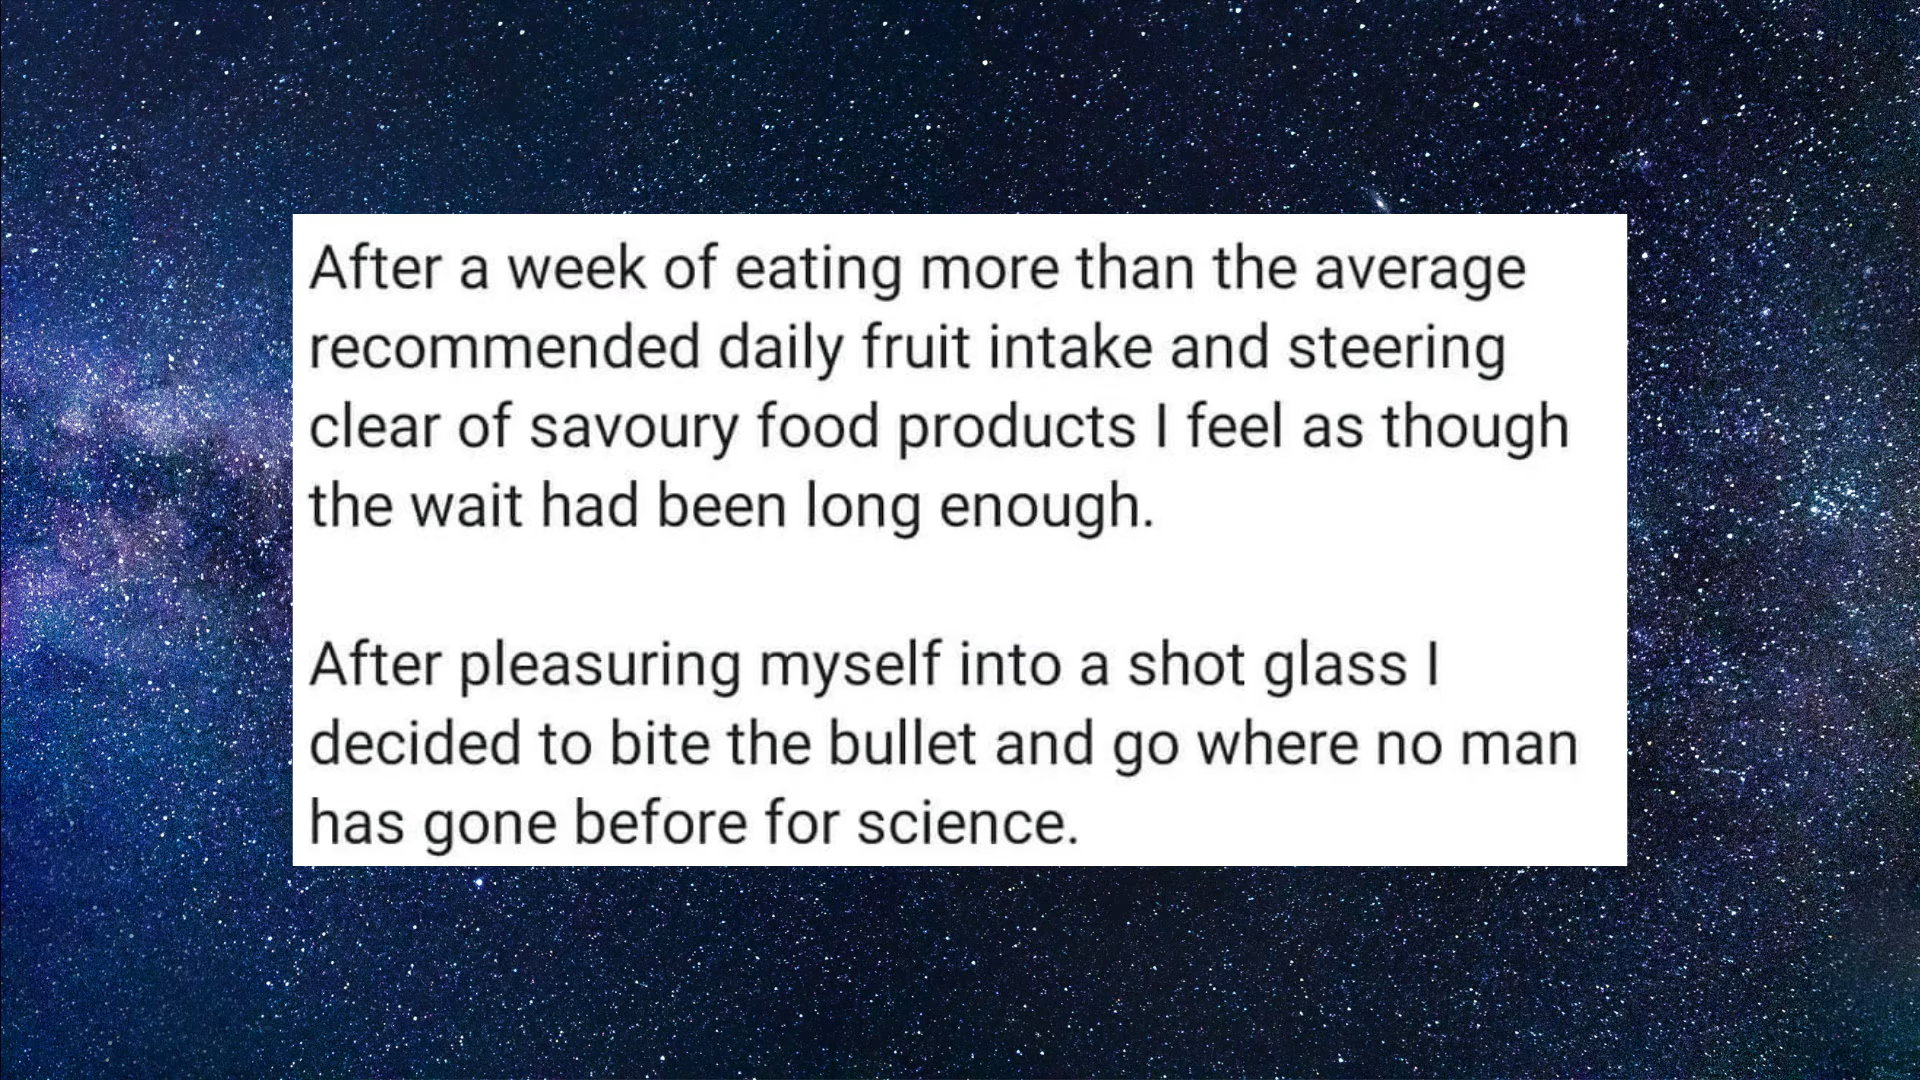 After a week of eating more than the average
recommended daily fruit intake and steering
clear of savoury food products I feel as though
the wait had been long enough.
After pleasuring myself into a shot glass I
decided to bite the bullet and go where no man
has gone before for science.